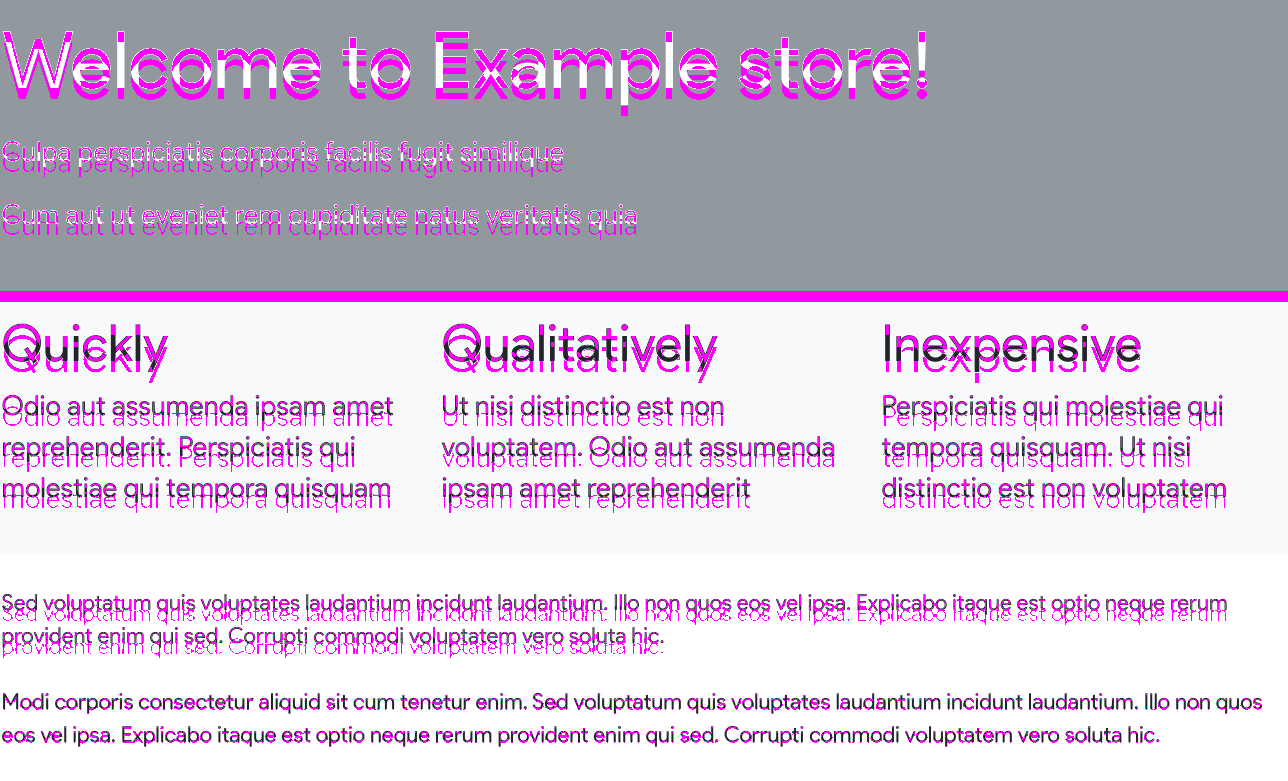 Welcome to Example store!
Culpa perspiciatis corporis facilis fugit similique
Cum aut ut eveniet rem cupiditate natus veritatis quia
Quickly
Odio aut assumenda ipsam amet
reprehenderit. Perspiciatis qui
molestiae qui tempora quisquam
Qualitatively
Ut nisi distinctio est non
voluptatem. Odio aut assumenda
ipsam amet reprehenderit
Inexpensive
Perspiciatis qui molestiae qui
tempora quisquam. Ut nisi
distinctio est non voluptatem
Sed voluptatum quis voluptates laudantium incidunt laudantium. Illo non quos eos vel ipsa. Explicabo itaque est optio neque rerum
provident enim qui sed. Corrupti commodi voluptatem vero soluta hic.
Modi corporis consectetur aliquid sit cum tenetur enim. Sed voluptatum quis voluptates laudantium incidunt laudantium. Illo non quos
eos vel ipsa. Explicabo itaque est optio neque rerum provident enim qui sed. Corrupti commodi voluptatem vero soluta hic.